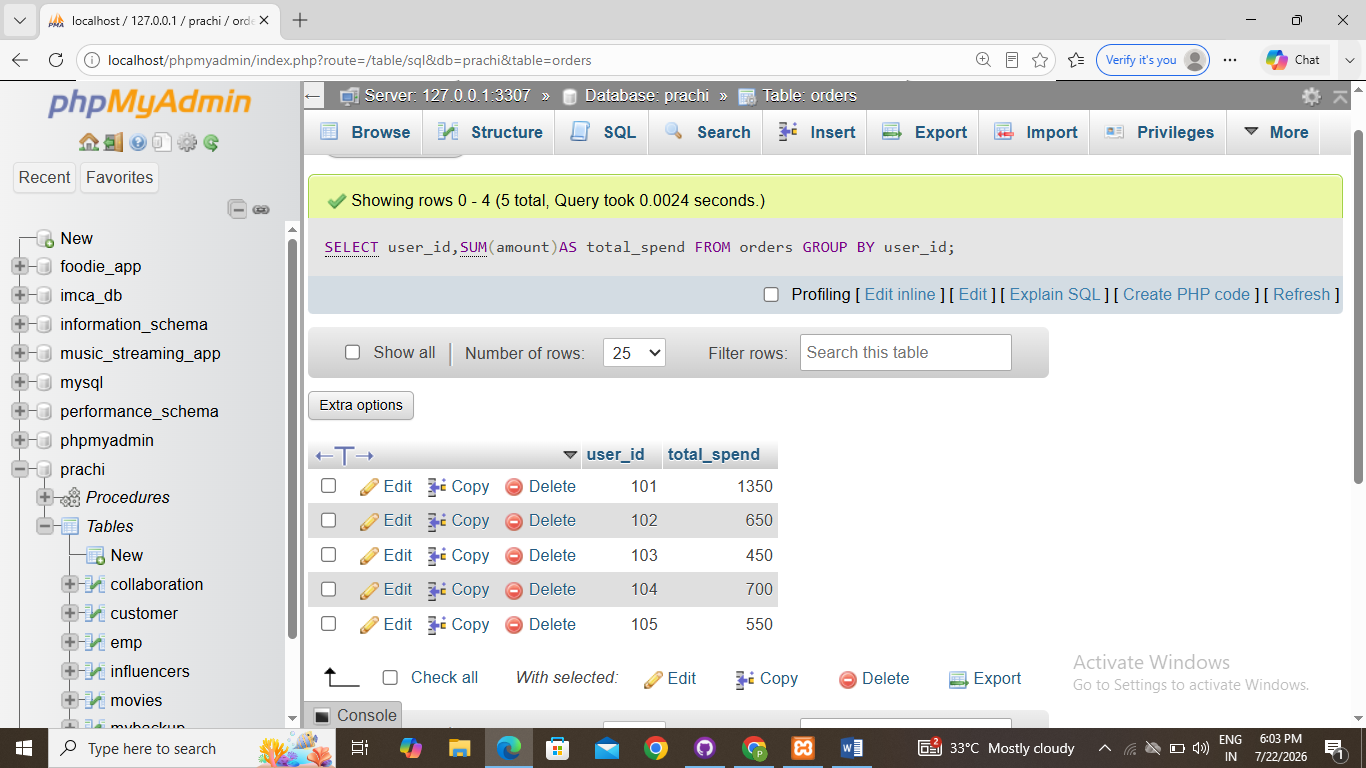 localhost / 127.0.0.1 / prachi / orde
localhost/phpmyadmin/index.php?route=/table/sql&db=prachi&table=orders
Verify it's you
Chat
phpMyAdmin
Recent Favorites
New
foodie_app
imca_db
information_schema
music_streaming_app
mysql
performance_schema
phpmyadmin
prachi
Procedures
Tables
New
collaboration
customer
emp
influencers
movies
mybackup
Server: 127.0.0.1:3307 » Database: prachi » Table: orders
Browse Structure SQL Search Insert Export Import Privileges More
Showing rows 0 - 4 (5 total, Query took 0.0024 seconds.)
SELECT user_id,SUM(amount)AS total_spend FROM orders GROUP BY user_id;
Profiling [ Edit inline ] [ Edit ] [ Explain SQL ] [ Create PHP code ] [ Refresh ]
Show all Number of rows: 25 Filter rows: Search this table
Extra options
user_id total_spend
Edit Copy Delete 101 1350
Edit Copy Delete 102 650
Edit Copy Delete 103 450
Edit Copy Delete 104 700
Edit Copy Delete 105 550
Check all With selected: Edit Copy Delete Export
Console
Activate Windows
Go to Settings to activate Windows.
Type here to search
2 33°C Mostly cloudy
ENG
IN
6:03 PM
7/22/2026
1